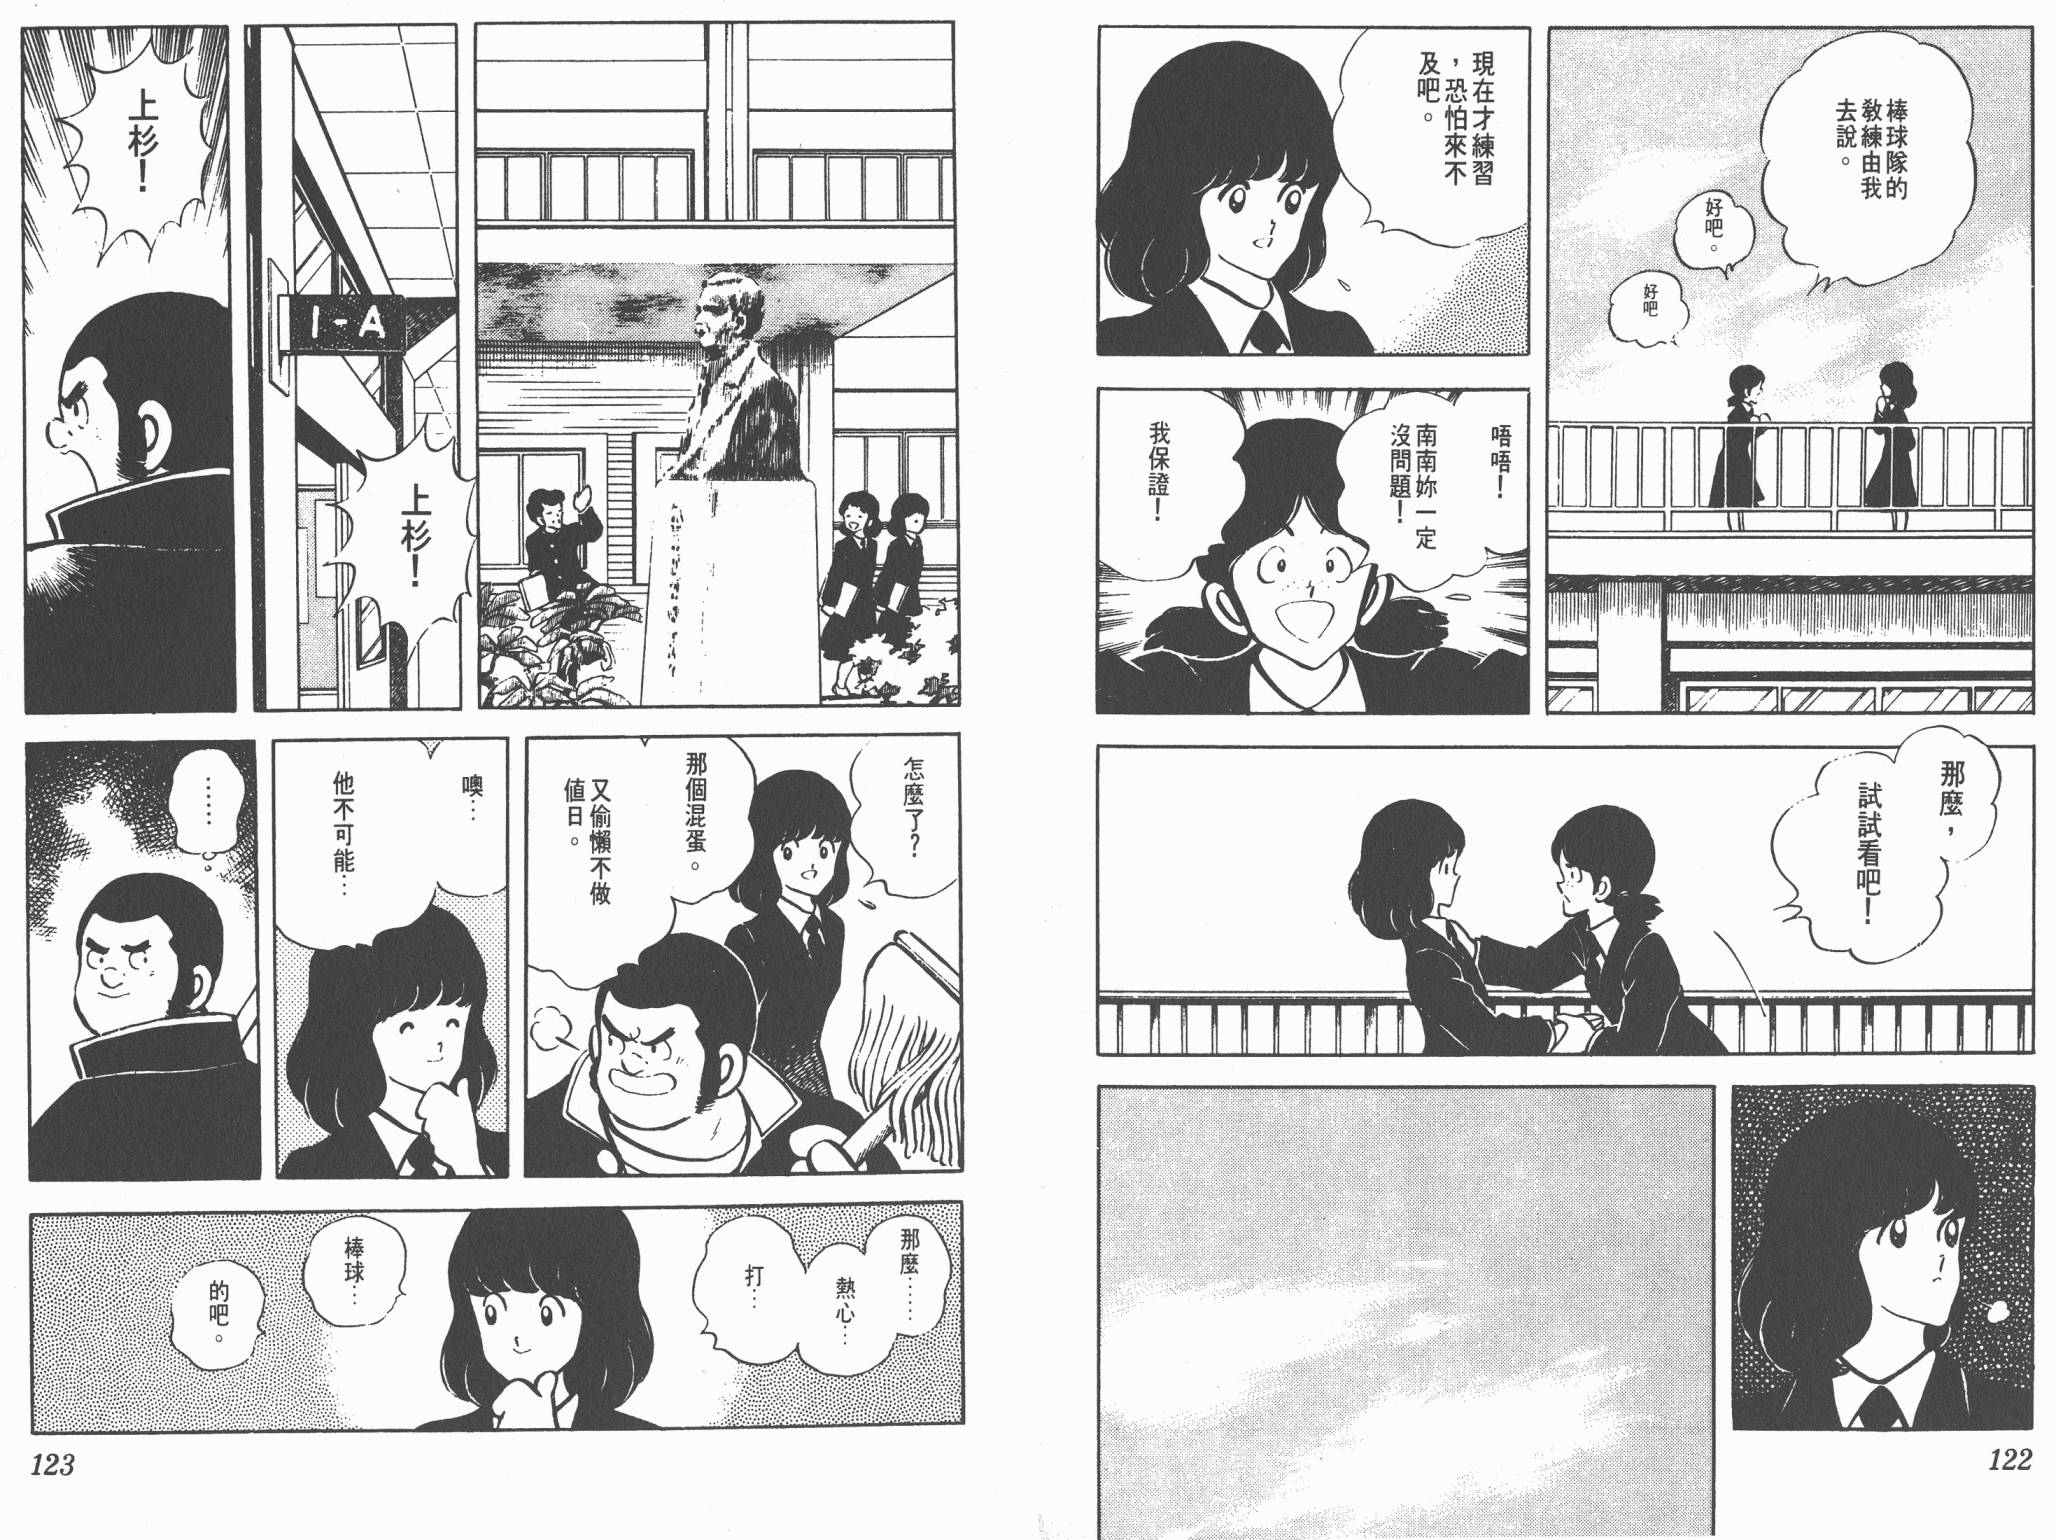 棒球隊的
教練由我
去說。
好吧。
好吧
現在才練習
，恐怕來不
及吧。
唔唔！
南南妳一定
沒問題！
我保證！
那麼，
試試看吧！
122
上杉！
1-A
上杉！
怎麼了？
那個混蛋。
又偷懶不做
值日。
噢…
他不可能…
……
那麼……
熱心…
打…
棒球…
的吧。
123